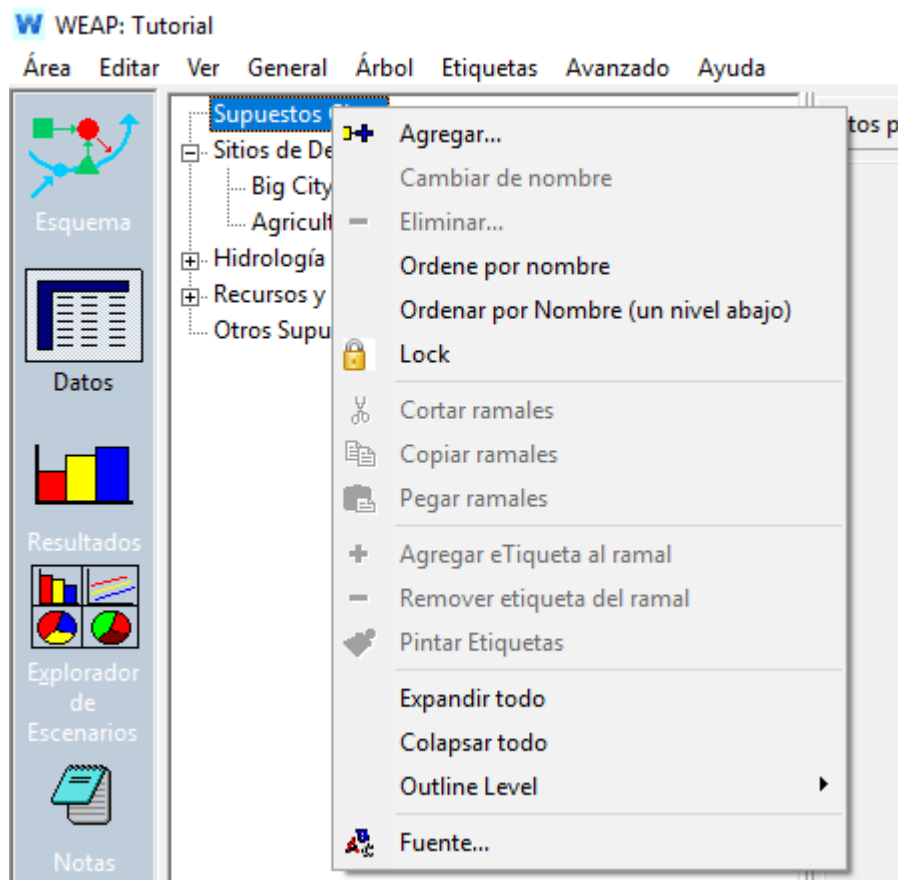 WEAP: Tutorial
Área Editar Ver General Árbol Etiquetas Avanzado Ayuda
Esquema
Datos
Resultados
Explorador
de
Escenarios
Notas
Supuestos
Sitios de De
Big City
Agricult
Hidrología
Recursos y
Otros Supu
tos p
Agregar...
Cambiar de nombre
Eliminar...
Ordene por nombre
Ordenar por Nombre (un nivel abajo)
Lock
Cortar ramales
Copiar ramales
Pegar ramales
Agregar eTiqueta al ramal
Remover etiqueta del ramal
Pintar Etiquetas
Expandir todo
Colapsar todo
Outline Level
Fuente...